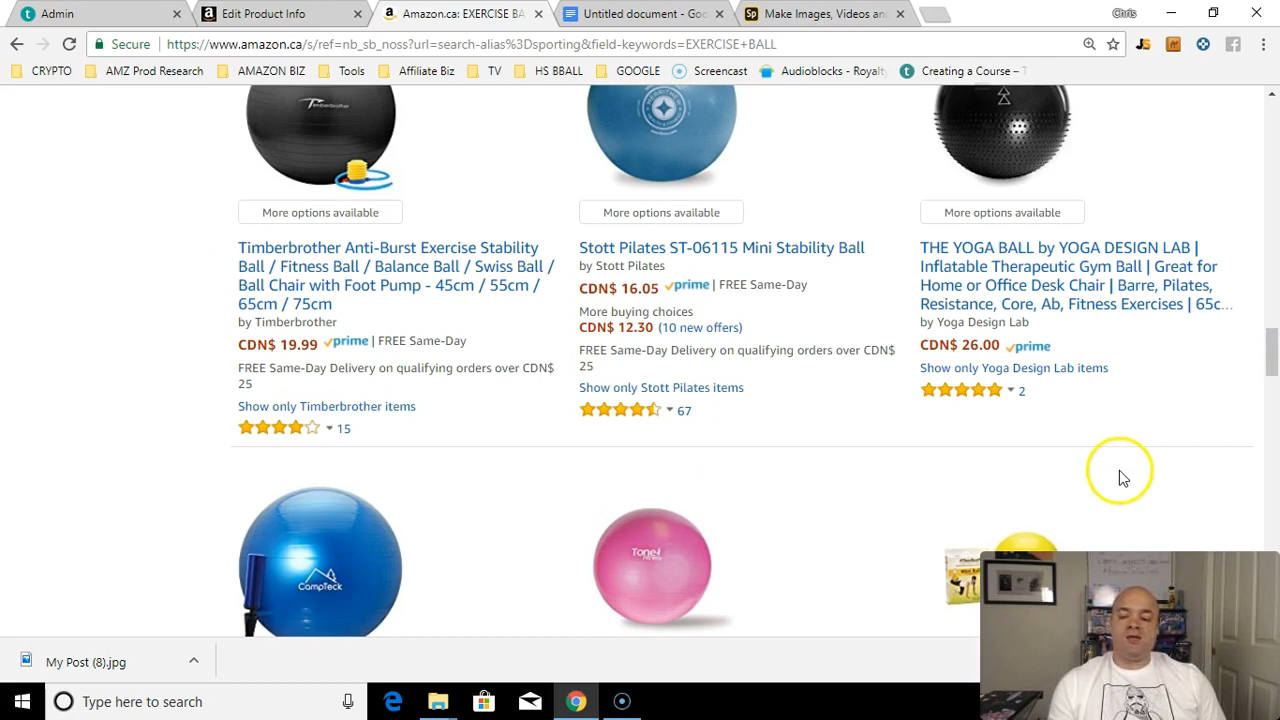 Admin
Edit Product Info
Amazon.ca: EXERCISE BA
Untitled document - Goo
Make Images, Videos an
Chris
Secure
https://www.amazon.ca/s/ref=nb_sb_noss?url=search-alias%3Dsporting&field-keywords=EXERCISE+BALL
CRYPTO
AMZ Prod Research
AMAZON BIZ
Tools
Affiliate Biz
TV
HS BBALL
GOOGLE
Screencast
Audioblocks - Royalty
Creating a Course –
Timberbrother
More options available
More options available
More options available
Timberbrother Anti-Burst Exercise Stability
Ball / Fitness Ball / Balance Ball / Swiss Ball /
Ball Chair with Foot Pump - 45cm / 55cm /
65cm / 75cm
by Timberbrother
CDN$ 19.99 prime | FREE Same-Day
FREE Same-Day Delivery on qualifying orders over CDN$
25
Show only Timberbrother items
15
Stott Pilates ST-06115 Mini Stability Ball
by Stott Pilates
CDN$ 16.05 prime | FREE Same-Day
More buying choices
CDN$ 12.30 (10 new offers)
FREE Same-Day Delivery on qualifying orders over CDN$
25
Show only Stott Pilates items
67
THE YOGA BALL by YOGA DESIGN LAB |
Inflatable Therapeutic Gym Ball | Great for
Home or Office Desk Chair | Barre, Pilates,
Resistance, Core, Ab, Fitness Exercises | 65c...
by Yoga Design Lab
CDN$ 26.00 prime
Show only Yoga Design Lab items
2
CAMPTECK
Tone
My Post (8).jpg
Type here to search